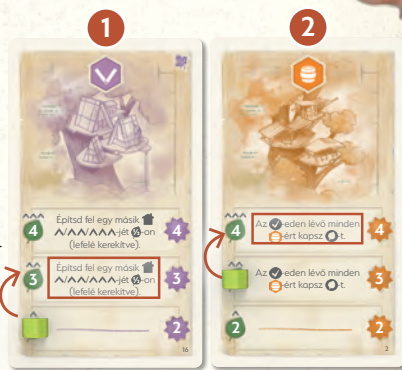 1
2
4
Építsd fel egy másik
-jét ½-on
(lefelé kerekítve).
4
3
Építsd fel egy másik
-jét ½-on
(lefelé kerekítve).
3
2
16
4
Az -eden lévő minden
-ért kapsz -t.
4
Az -eden lévő minden
-ért kapsz -t.
3
2
2
2